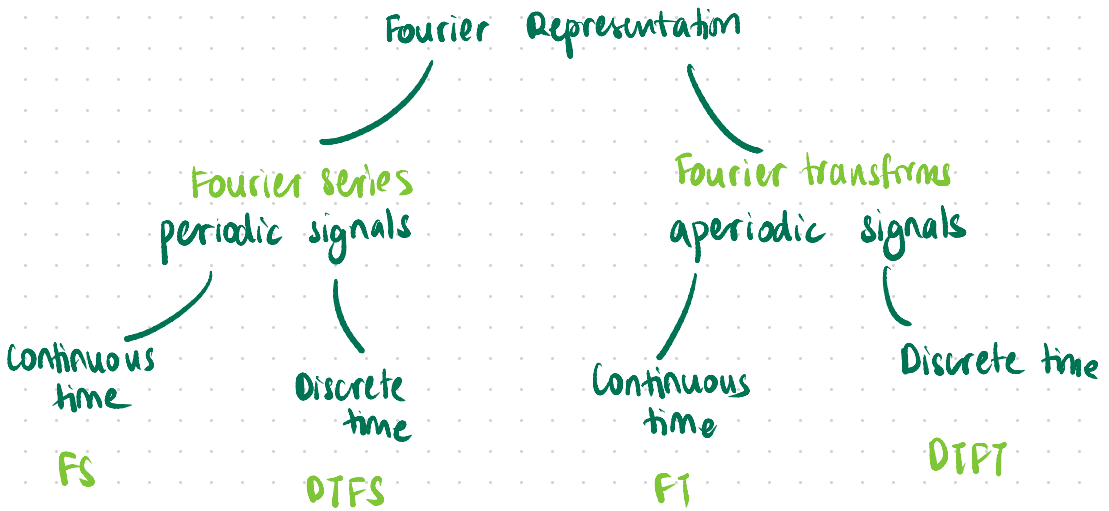 Fourier Representation
Fourier series
periodic signals
Fourier transforms
aperiodic signals
Continuous
time
FS
Discrete
time
DTFS
Continuous
time
FT
Discrete time
DTFT